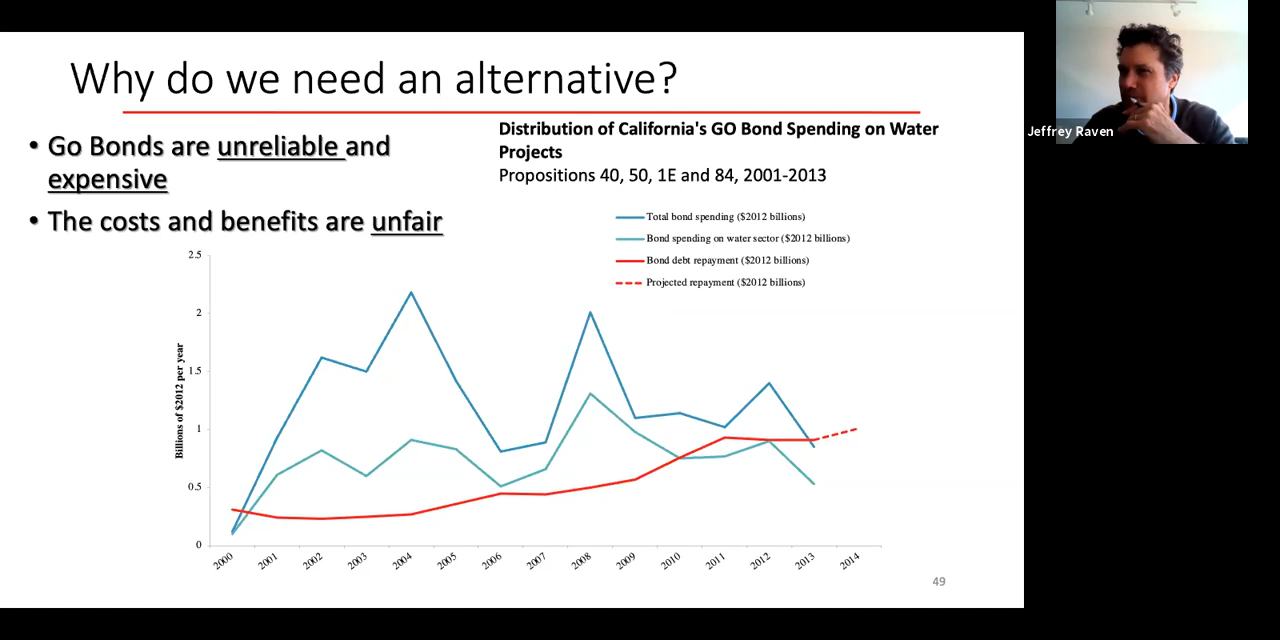 Why do we need an alternative?
• Go Bonds are unreliable and
expensive
• The costs and benefits are unfair
Distribution of California's GO Bond Spending on Water
Projects
Propositions 40, 50, 1E and 84, 2001-2013
Total bond spending ($2012 billions)
Bond spending on water sector ($2012 billions)
Bond debt repayment ($2012 billions)
Projected repayment ($2012 billions)
Billions of $2012 per year
2.5
2
1.5
1
0.5
0
2000 2001 2002 2003 2004 2005 2006 2007 2008 2009 2010 2011 2012 2013 2014
49
Jeffrey Raven